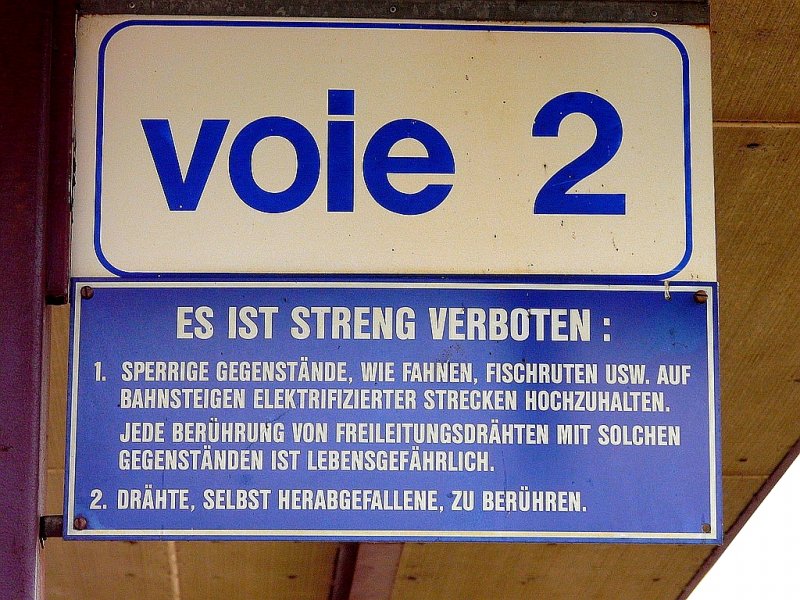 voie 2
ES IST STRENG VERBOTEN :
1. SPERRIGE GEGENSTÄNDE, WIE FAHNEN, FISCHRUTEN USW. AUF
BAHNSTEIGEN ELEKTRIFIZIERTER STRECKEN HOCHZUHALTEN.
JEDE BERÜHRUNG VON FREILEITUNGSDRÄHTEN MIT SOLCHEN
GEGENSTÄNDEN IST LEBENSGEFÄHRLICH.
2. DRÄHTE, SELBST HERABGEFALLENE, ZU BERÜHREN.